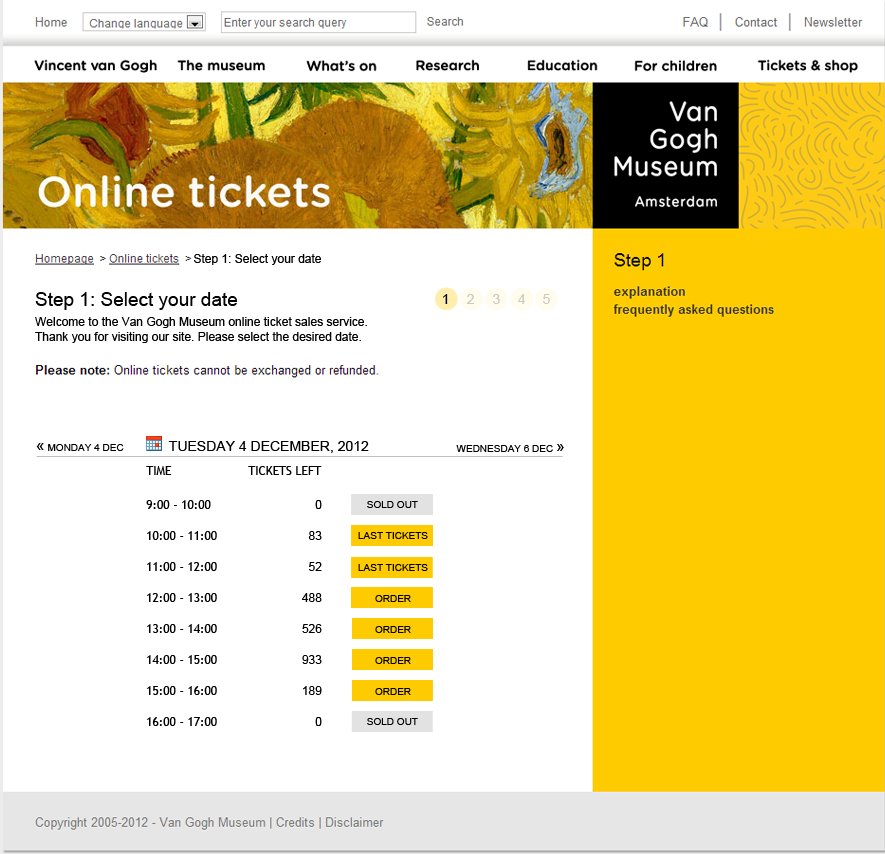 Home Change language Enter your search query Search FAQ | Contact | Newsletter
Vincent van Gogh The museum What's on Research Education For children Tickets & shop
Online tickets
Van
Gogh
Museum
Amsterdam
Homepage > Online tickets > Step 1: Select your date
Step 1: Select your date 1 2 3 4 5
Welcome to the Van Gogh Museum online ticket sales service.
Thank you for visiting our site. Please select the desired date.
Please note: Online tickets cannot be exchanged or refunded.
« MONDAY 4 DEC TUESDAY 4 DECEMBER, 2012 WEDNESDAY 6 DEC »
TIME TICKETS LEFT
9:00 - 10:00 0 SOLD OUT
10:00 - 11:00 83 LAST TICKETS
11:00 - 12:00 52 LAST TICKETS
12:00 - 13:00 488 ORDER
13:00 - 14:00 526 ORDER
14:00 - 15:00 933 ORDER
15:00 - 16:00 189 ORDER
16:00 - 17:00 0 SOLD OUT
Step 1
explanation
frequently asked questions
Copyright 2005-2012 - Van Gogh Museum | Credits | Disclaimer